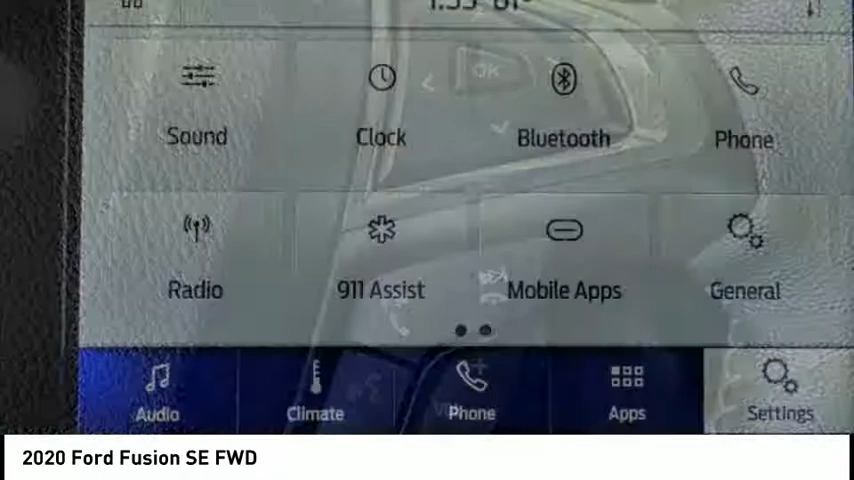 OK
Sound Clock Bluetooth Phone
Radio 911 Assist Mobile Apps General
Audio Climate Phone Apps Settings
2020 Ford Fusion SE FWD